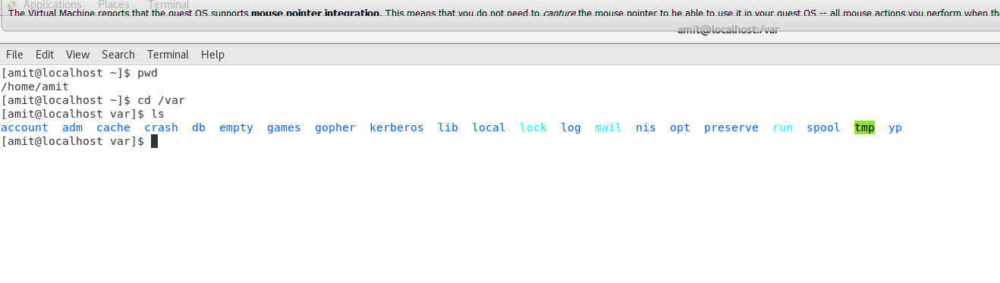 Applications Places Terminal
The Virtual Machine reports that the guest OS supports mouse pointer integration. This means that you do not need to capture the mouse pointer to be able to use it in your guest OS -- all mouse actions you perform when the
amit@localhost:/var
File Edit View Search Terminal Help
[amit@localhost ~]$ pwd
/home/amit
[amit@localhost ~]$ cd /var
[amit@localhost var]$ ls
account adm cache crash db empty games gopher kerberos lib local lock log mail nis opt preserve run spool tmp yp
[amit@localhost var]$